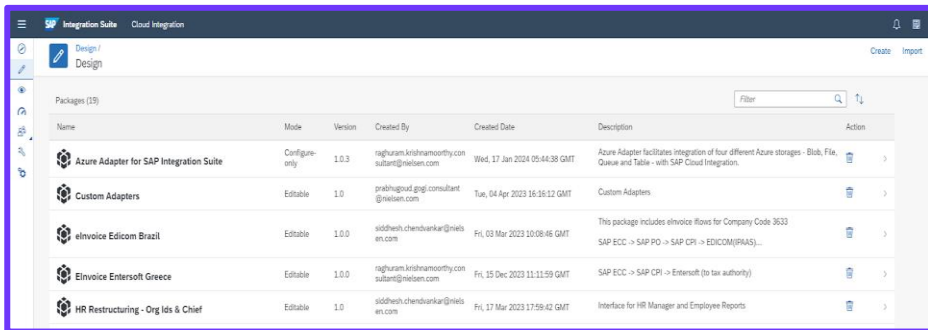 SAP Integration Suite Cloud Integration
Design /
Design
Create Import
Packages (19)
Filter
Name Mode Version Created By Created Date Description Action
Azure Adapter for SAP Integration Suite
Configure-
only
1.0.3
raghuram.krishnamoorthy.con
sultant@nielsen.com
Wed, 17 Jan 2024 05:44:38 GMT
Azure Adapter facilitates integration of four different Azure storages - Blob, File,
Queue and Table - with SAP Cloud Integration.
Custom Adapters
Editable
1.0
prabhugoud.gogi.consultant
@nielsen.com
Tue, 04 Apr 2023 16:16:12 GMT
Custom Adapters
eInvoice Edicom Brazil
Editable
1.0.0
siddhesh.chendvankar@niels
en.com
Fri, 03 Mar 2023 10:08:46 GMT
This package includes eInvoice Iflows for Company Code 3633
SAP ECC -> SAP PO -> SAP CPI -> EDICOM(IPAAS)...
EInvoice Entersoft Greece
Editable
1.0.0
raghuram.krishnamoorthy.con
sultant@nielsen.com
Fri, 15 Dec 2023 11:11:59 GMT
SAP ECC -> SAP CPI -> Entersoft (to tax authority)
HR Restructuring - Org Ids & Chief
Editable
1.0
siddhesh.chendvankar@niels
en.com
Fri, 17 Mar 2023 17:59:42 GMT
Interface for HR Manager and Employee Reports